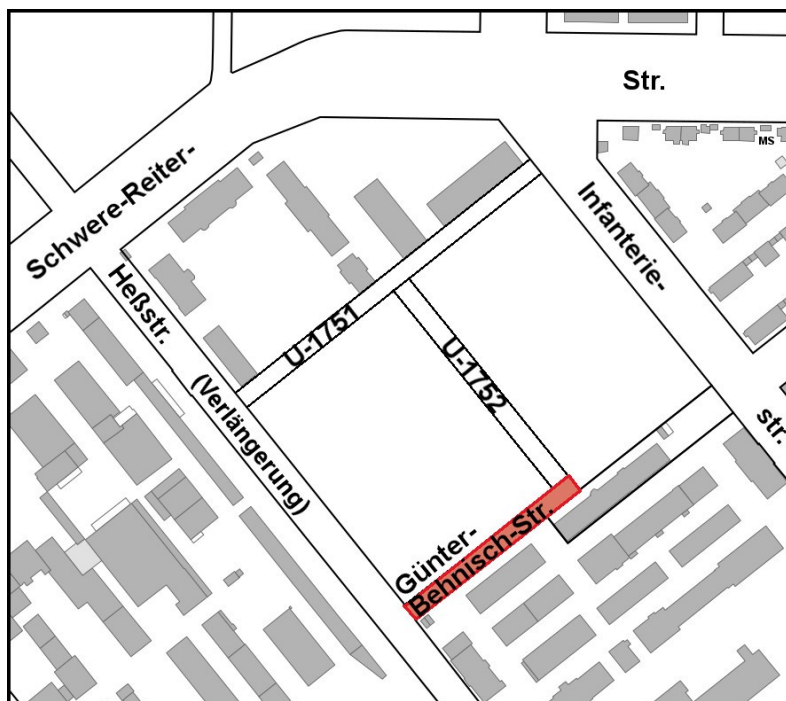 Str.
MS
Schwere-Reiter-
Infanterie-
Heßstr.
U-1751
(Verlängerung)
U-1752
str.
Günter-
Behnisch-Str.